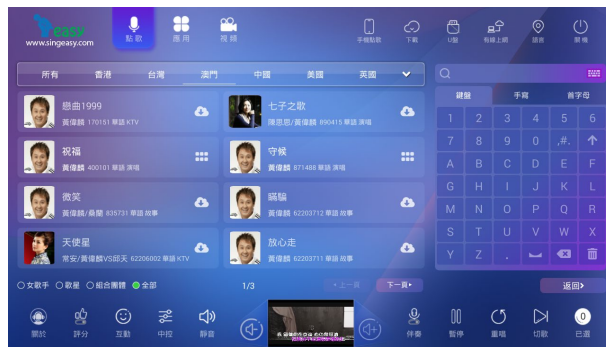 Singeasy
www.singeasy.com
點歌
應用
視頻
手機點歌
下載
U盤
有線上網
語言
關機
所有 香港 台灣 澳門 中國 美國 英國
戀曲1999
黃偉麟 170151 華語 KTV
七子之歌
陳思思/黃偉麟 890415 華語 演唱
祝福
黃偉麟 400101 華語 演唱
守候
黃偉麟 871488 華語 演唱
微笑
黃偉麟/桑蘭 835731 華語 故事
瞞騙
黃偉麟 62203712 華語 故事
天使星
常安/黃偉麟VS邱天 62206002 華語 KTV
放心走
黃偉麟 62203711 華語 故事
女歌手 歌星 組合團體 全部
1/3
上一頁
下一頁
鍵盤 手寫 首字母
1 2 3 4 5 6
7 8 9 0 ,#.
A B C D E F
G H I J K L
M N O P Q R
S T U V W X
Y Z .
返回
關於
評分
互動
中控
靜音
伴奏
暫停
重唱
切歌
0
已選